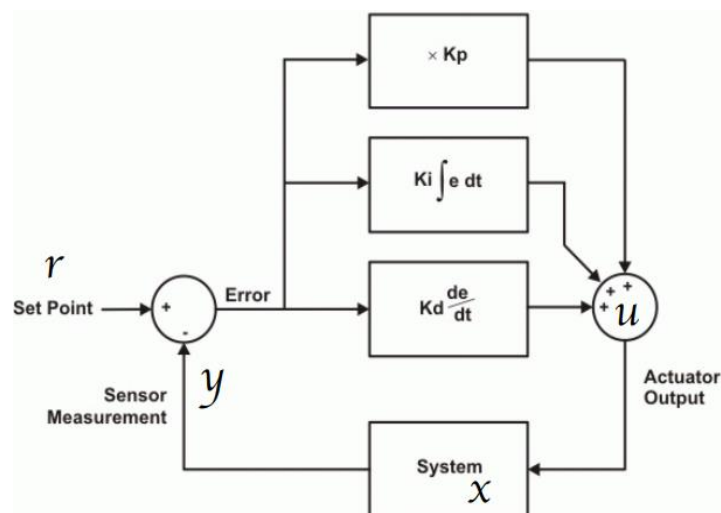 × Kp
Ki ∫ e dt
r
Set Point
+
-
Error
Kd de/dt
+ + +
u
Sensor
Measurement
y
Actuator
Output
System
x